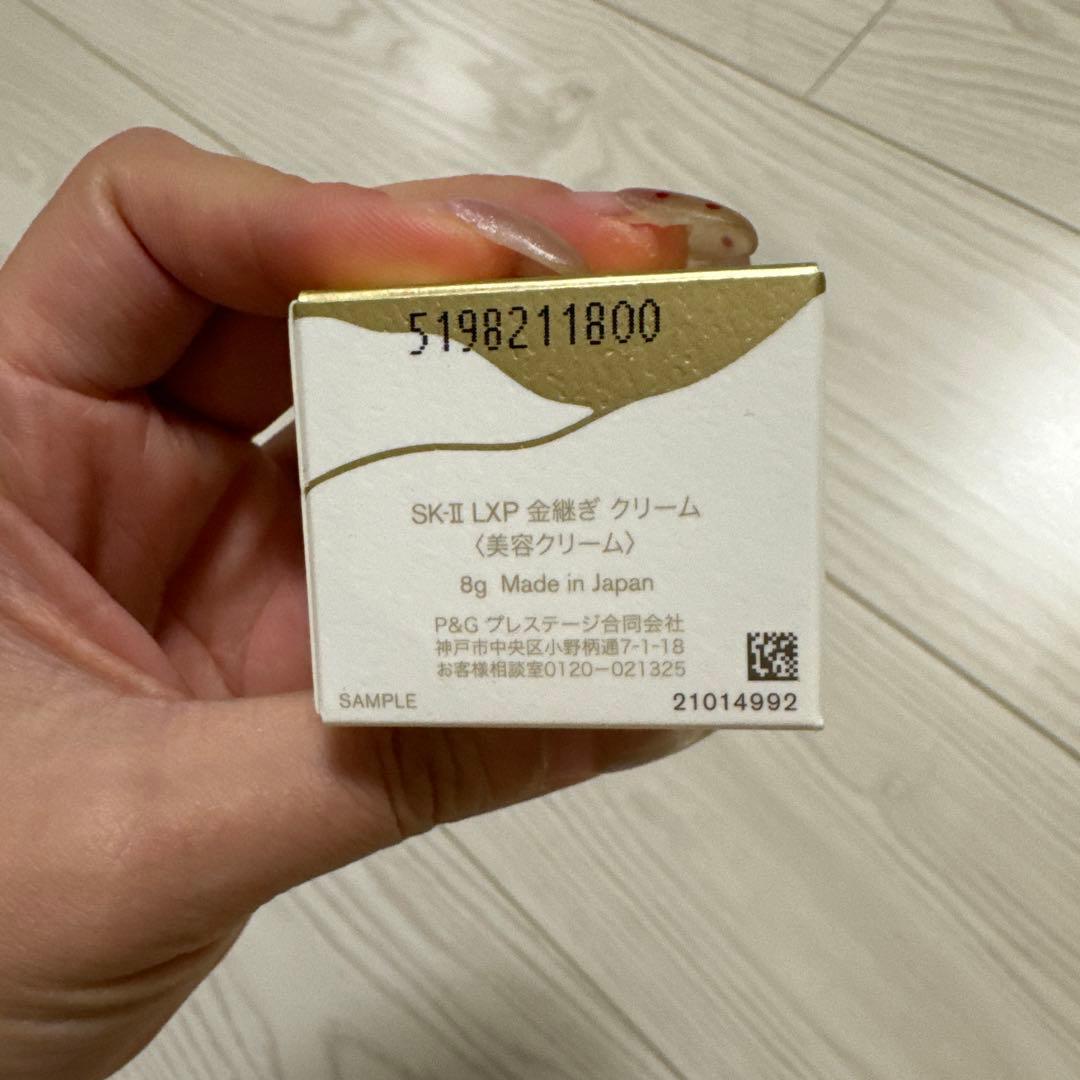 5198211800
SK-II LXP 金継ぎ クリーム
〈美容クリーム〉
8g Made in Japan
P&G プレステージ合同会社
神戸市中央区小野柄通7-1-18
お客様相談室0120-021325
SAMPLE
21014992